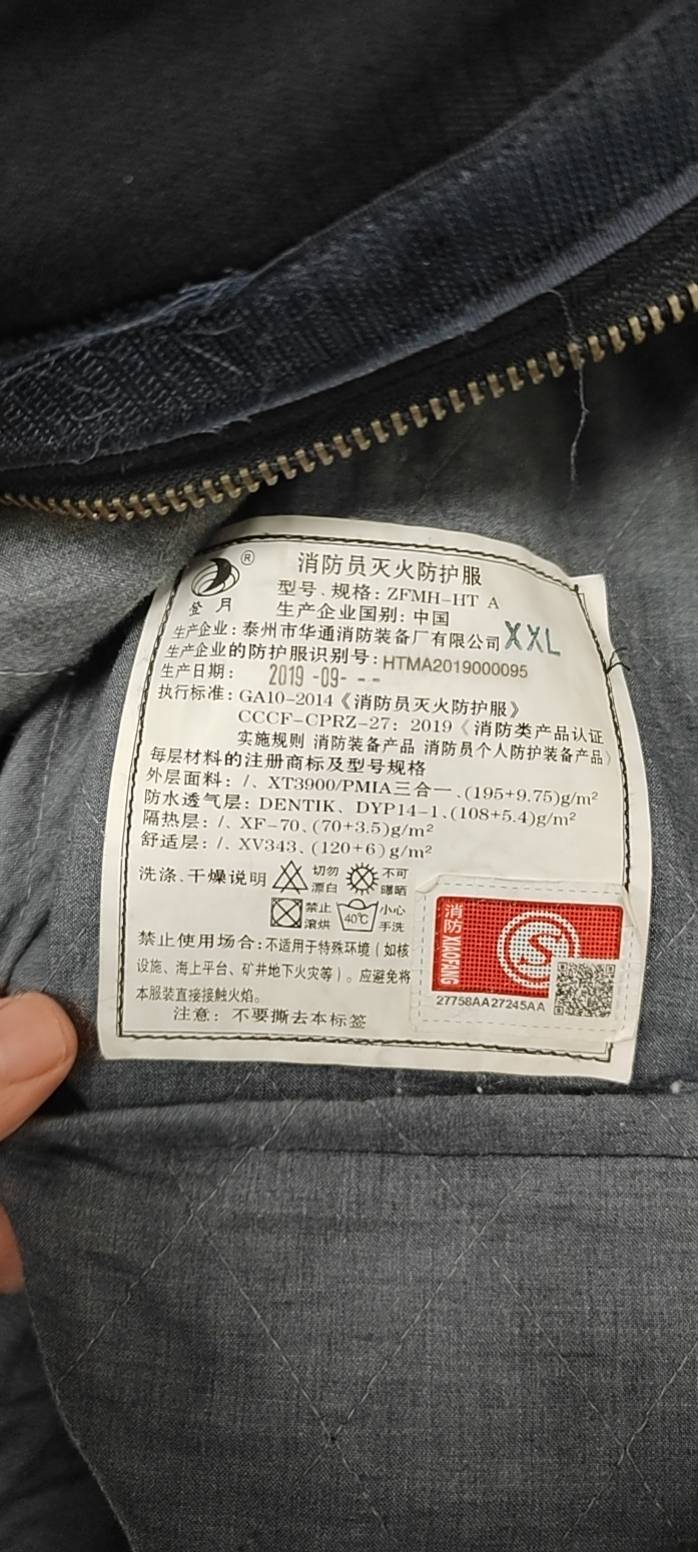 ®
登月
消防员灭火防护服
型号、规格: ZFMH-HT A
生产企业国别: 中国
生产企业: 泰州市华通消防装备厂有限公司 XXL
生产企业的防护服识别号: HTMA2019000095
生产日期: 2019 -09- --
执行标准: GA10-2014《消防员灭火防护服》
CCCF-CPRZ-27: 2019《消防类产品认证
实施规则 消防装备产品 消防员个人防护装备产品》
每层材料的注册商标及型号规格
外层面料: /、XT3900/PMIA三合一、(195+9.75)g/m²
防水透气层: DENTIK、DYP14-1、(108+5.4)g/m²
隔热层: /、XF-70、(70+3.5)g/m²
舒适层: /、XV343、(120+6)g/m²
洗涤、干燥说明 切勿漂白 不可曝晒
禁止滚烘 40℃ 小心手洗
禁止使用场合: 不适用于特殊环境(如核
设施、海上平台、矿井地下火灾等)。应避免将
本服装直接接触火焰。
注意: 不要撕去本标签
消防 XIAOFANG S
27758AA27245AA